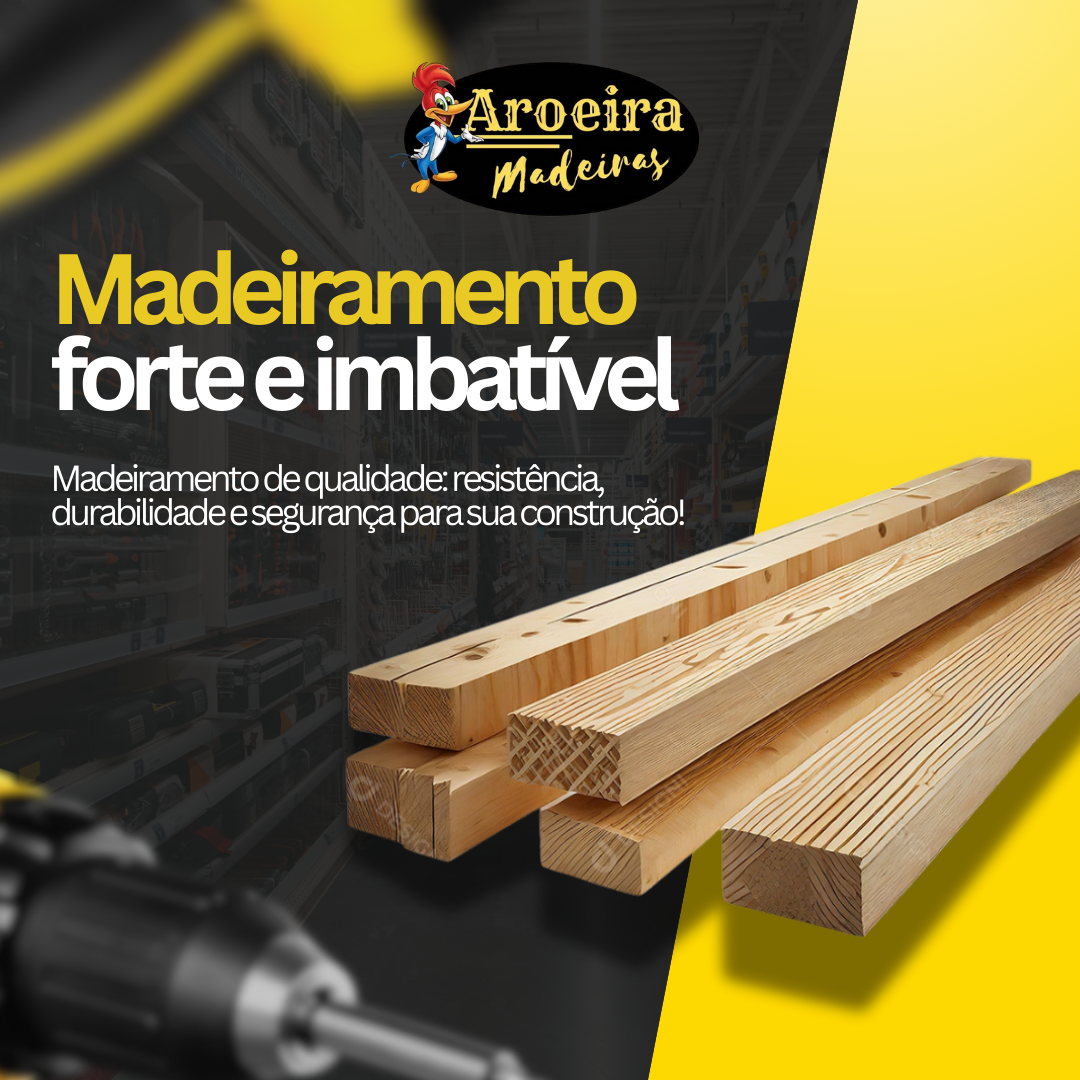 Aroeira
Madeiras
Madeiramento
forte e imbatível
Madeiramento de qualidade: resistência,
durabilidade e segurança para sua construção!